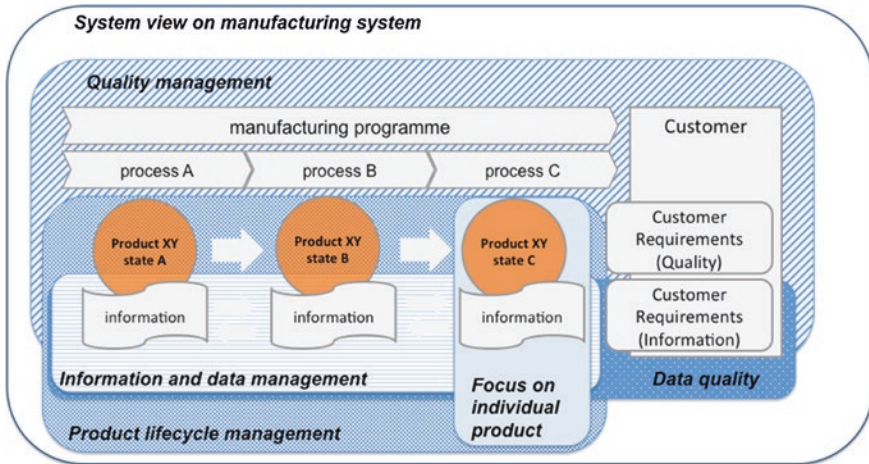 System view on manufacturing system
Quality management
manufacturing programme
Customer
process A
process B
process C
Product XY
state A
Product XY
state B
Product XY
state C
Customer
Requirements
(Quality)
information
information
information
Customer
Requirements
(Information)
Information and data management
Focus on
individual
product
Data quality
Product lifecycle management